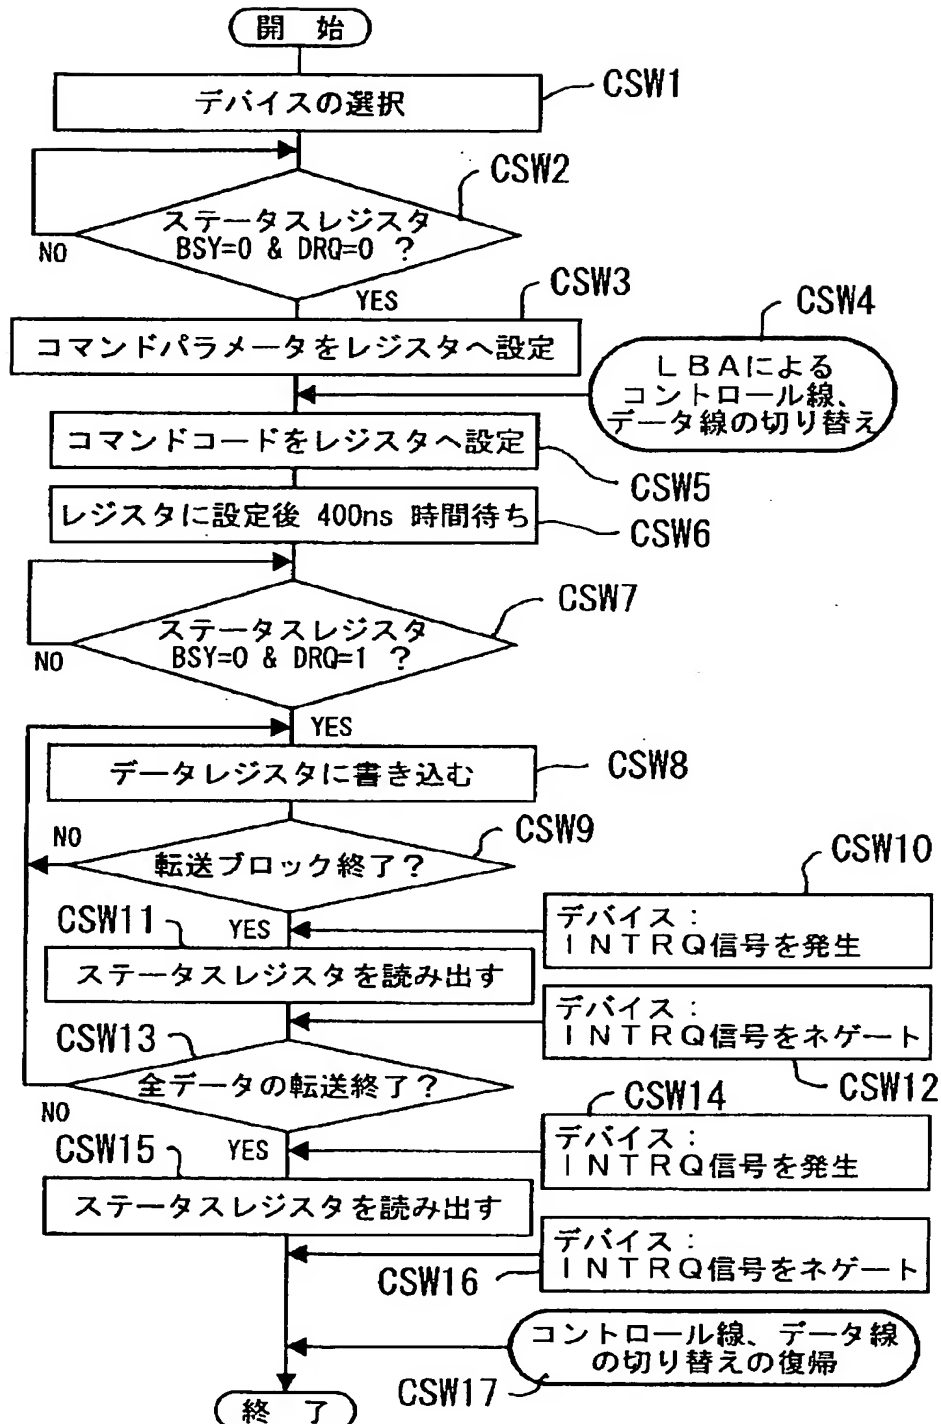 開 始
デバイスの選択
CSW1
CSW2
ステータスレジスタ
BSY=0 & DRQ=0 ?
NO
YES
CSW3
コマンドパラメータをレジスタへ設定
CSW4
LBAによる
コントロール線、
データ線の切り替え
コマンドコードをレジスタへ設定
CSW5
レジスタに設定後 400ns 時間待ち
CSW6
CSW7
ステータスレジスタ
BSY=0 & DRQ=1 ?
NO
YES
データレジスタに書き込む
CSW8
CSW9
NO
転送ブロック終了?
YES
CSW10
デバイス:
INTRQ信号を発生
CSW11
ステータスレジスタを読み出す
デバイス:
INTRQ信号をネゲート
CSW12
CSW13
全データの転送終了?
NO
YES
CSW14
デバイス:
INTRQ信号を発生
CSW15
ステータスレジスタを読み出す
デバイス:
INTRQ信号をネゲート
CSW16
コントロール線、データ線
の切り替えの復帰
CSW17
終 了